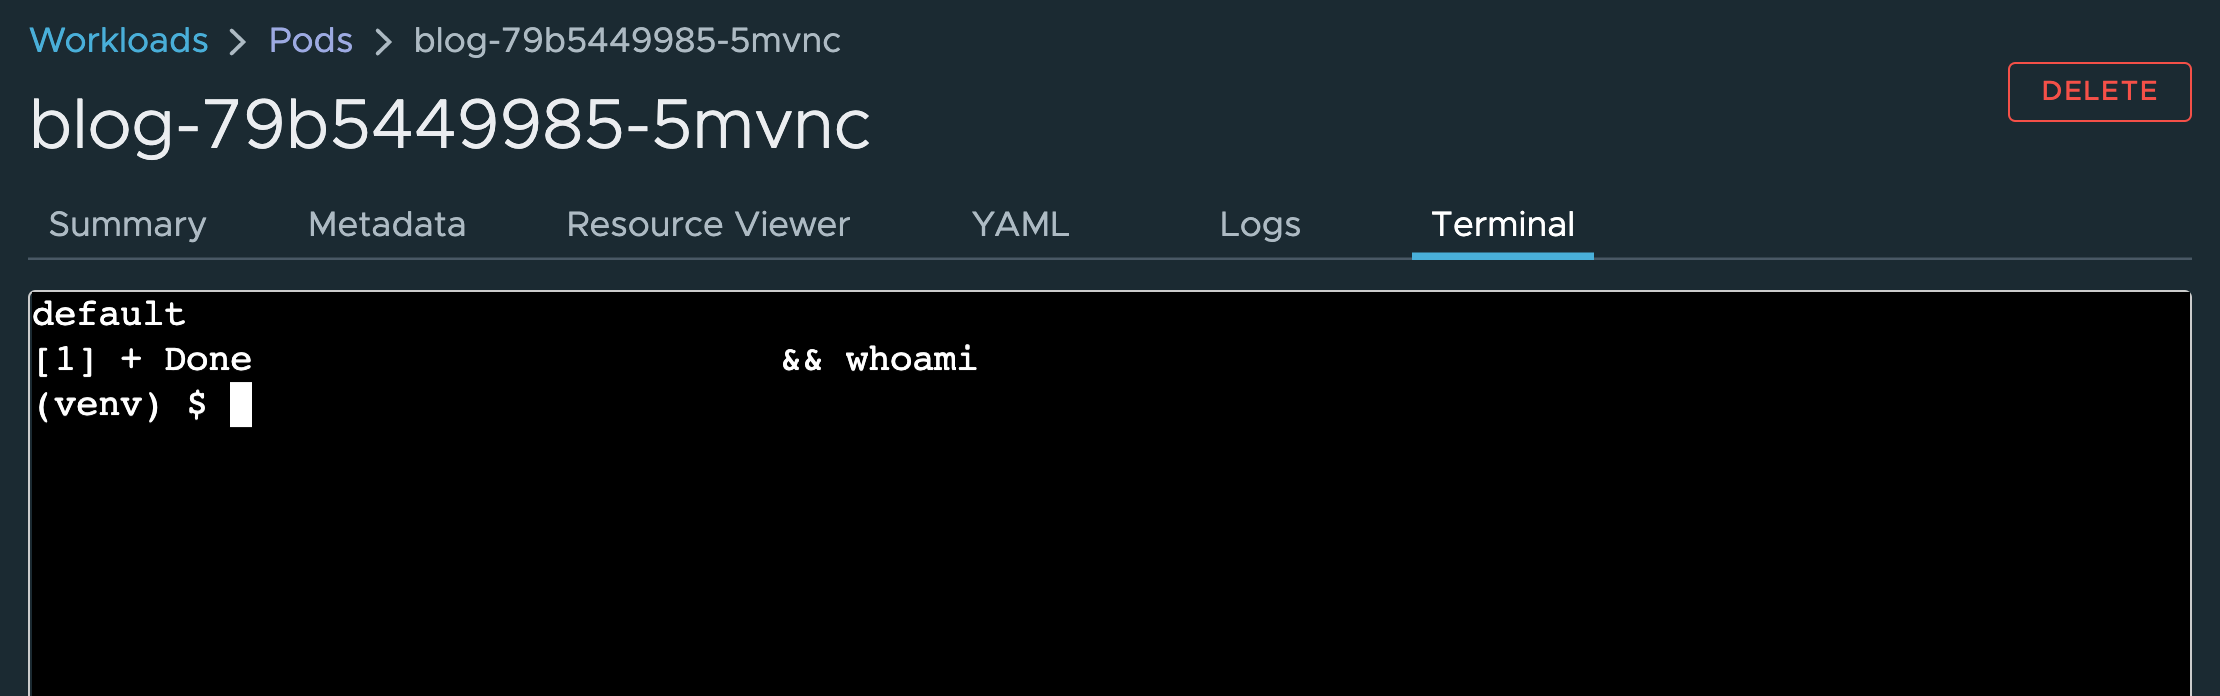 Workloads > Pods > blog-79b5449985-5mvnc
blog-79b5449985-5mvnc
DELETE
Summary Metadata Resource Viewer YAML Logs Terminal
default
[1] + Done && whoami
(venv) $